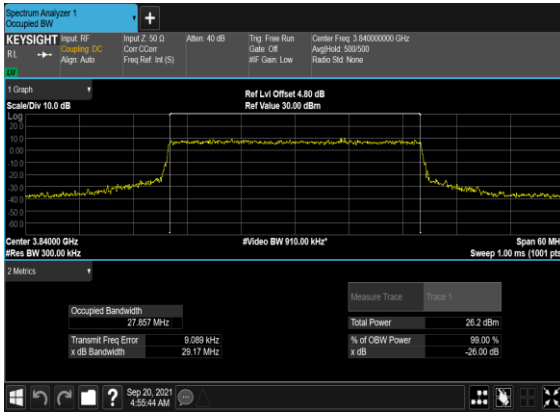 Spectrum Analyzer 1
Occupied BW
+
KEYSIGHT Input: RF Input Z: 50 Ω Atten: 40 dB Trig: Free Run Center Freq: 3.840000000 GHz
RL Coupling: DC Corr CCorr Gate: Off Avg|Hold: 500/500
Align: Auto Freq Ref: Int (S) #IF Gain: Low Radio Std: None
1 Graph
Ref Lvl Offset 4.80 dB
Scale/Div 10.0 dB Ref Value 30.00 dBm
Log
20.0
10.0
0.00
-10.0
-20.0
-30.0
-40.0
-50.0
-60.0
Center 3.84000 GHz #Video BW 910.00 kHz* Span 60 MH
#Res BW 300.00 kHz Sweep 1.00 ms (1001 pts
2 Metrics
Measure Trace Trace 1
Occupied Bandwidth
27.857 MHz Total Power 26.2 dBm
Transmit Freq Error 9.089 kHz % of OBW Power 99.00 %
x dB Bandwidth 29.17 MHz x dB -26.00 dB
? Sep 20, 2021
4:55:44 AM